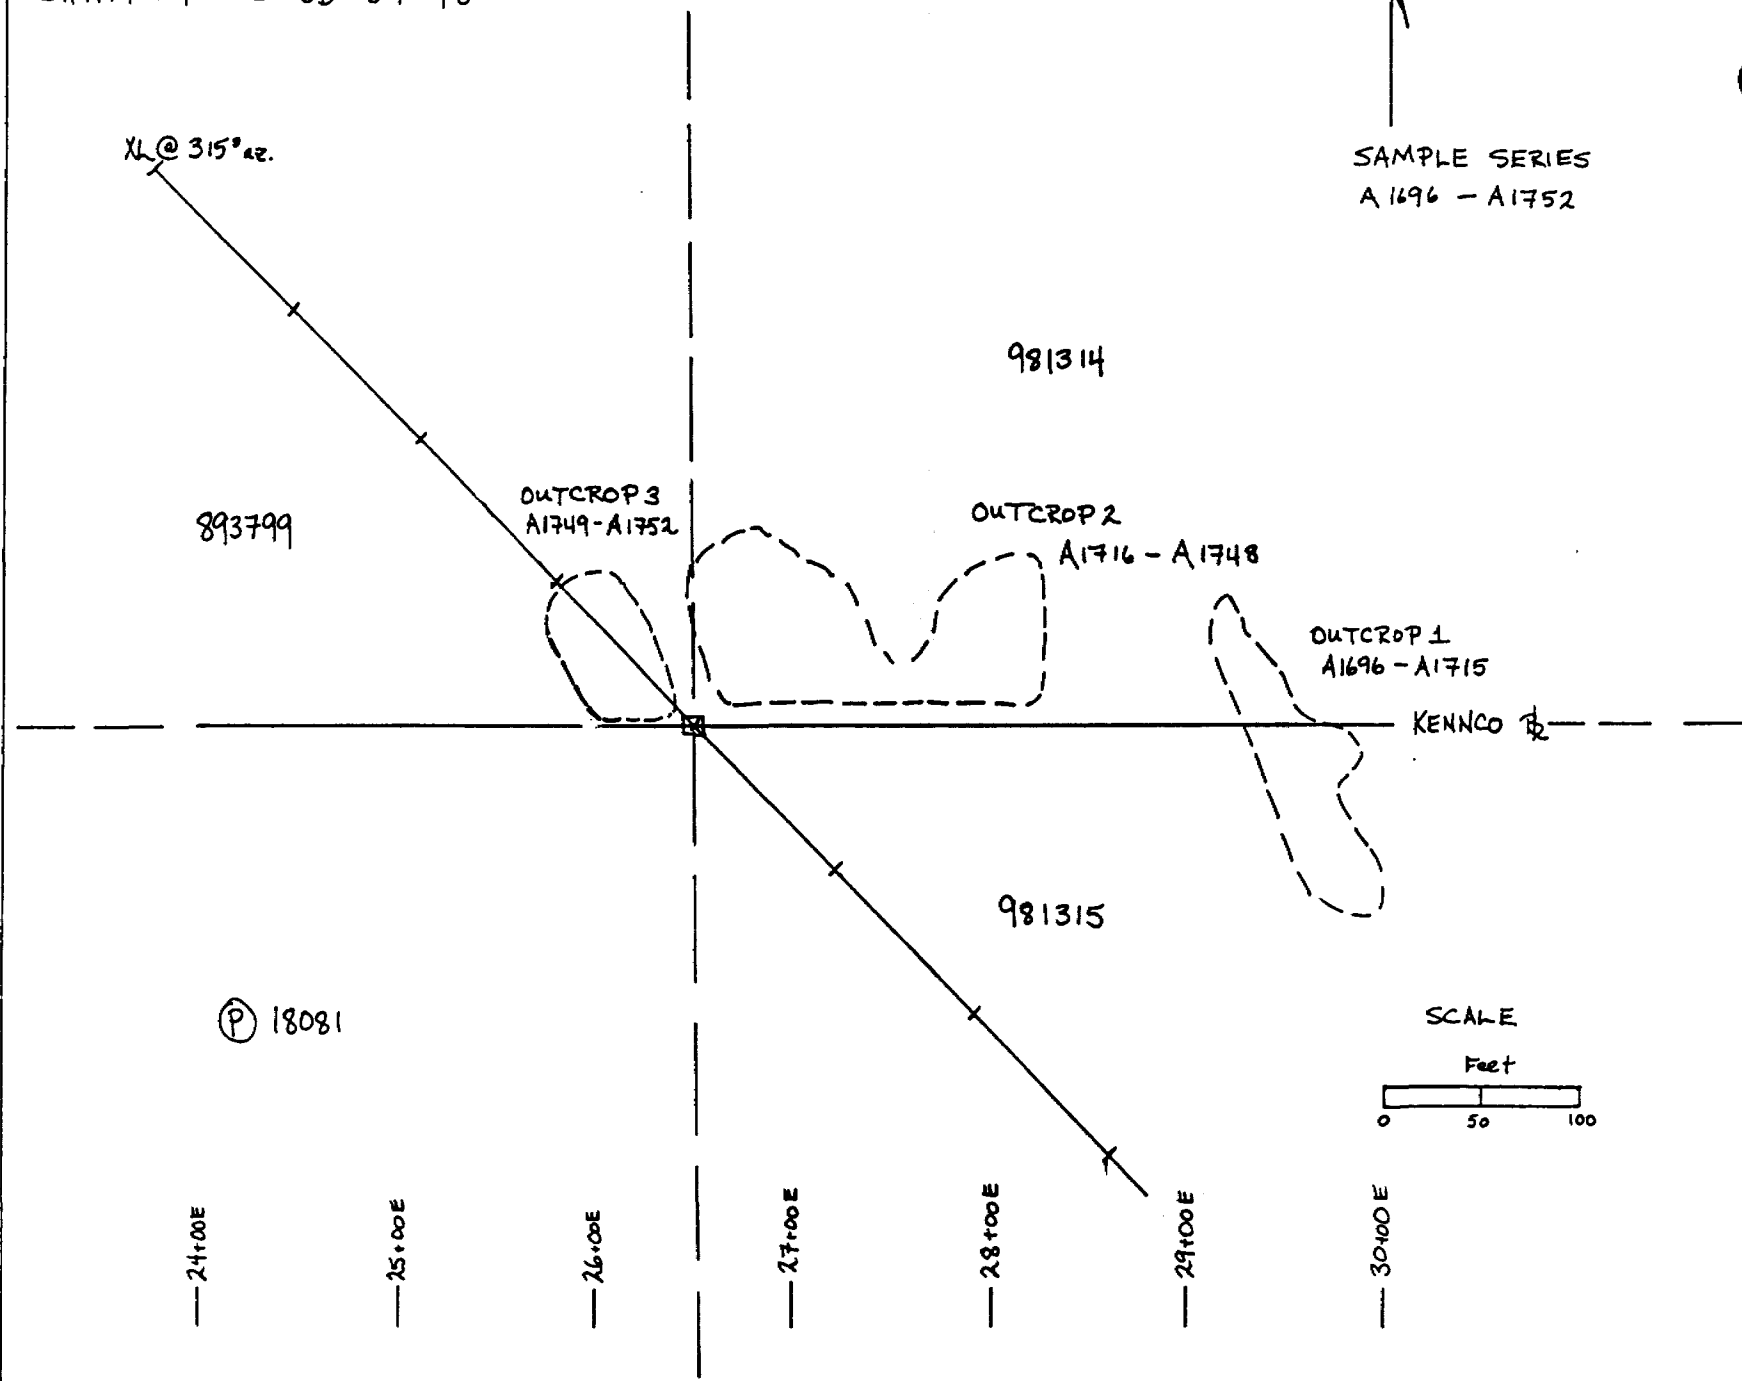 XL @ 315° az.
SAMPLE SERIES
A1696 - A1752
981314
OUTCROP 3
A1749-A1752
893799
OUTCROP 2
A1716 - A1748
OUTCROP 1
A1696 - A1715
KENNCO BL
981315
P 18081
SCALE
Feet
0 50 100
24+00E
25+00E
26+00E
27+00E
28+00E
29+00E
30+00E